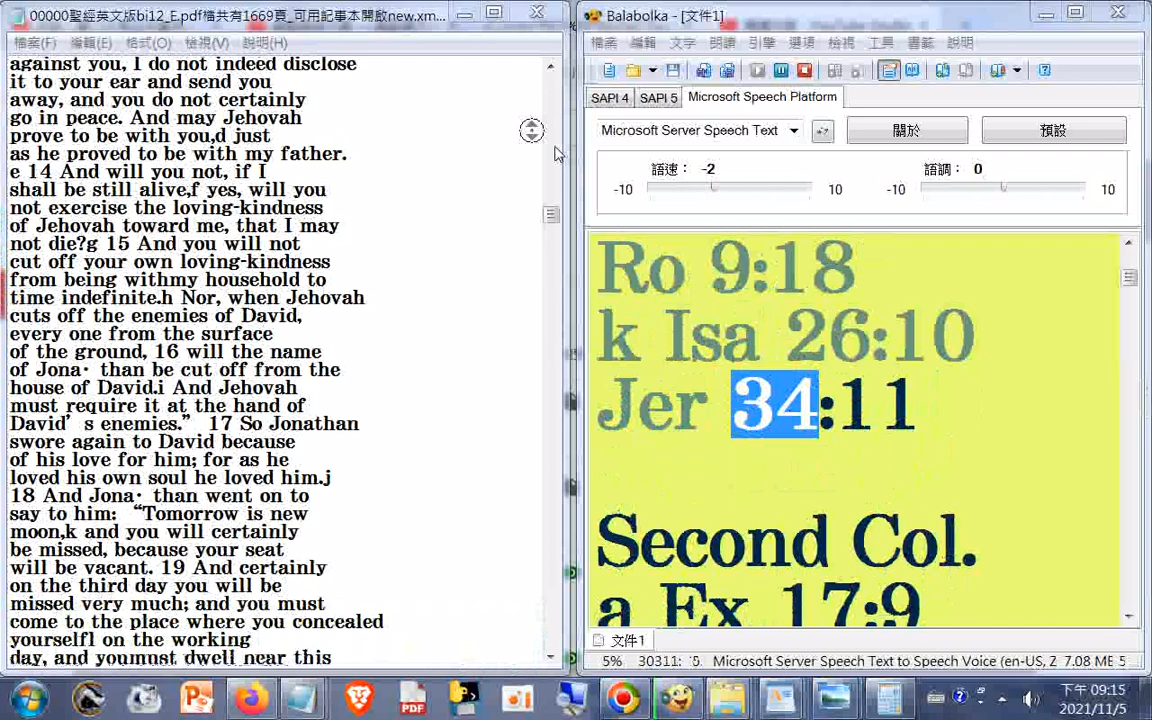 00000聖經英文版bi12_E.pdf檔共有1669頁_可用記事本開啟new.xm...
檔案(F) 編輯(E) 格式(O) 檢視(V) 說明(H)
against you, I do not indeed disclose
it to your ear and send you
away, and you do not certainly
go in peace. And may Jehovah
prove to be with you,d just
as he proved to be with my father.
e 14 And will you not, if I
shall be still alive,f yes, will you
not exercise the loving-kindness
of Jehovah toward me, that I may
not die?g 15 And you will not
cut off your own loving-kindness
from being withmy household to
time indefinite.h Nor, when Jehovah
cuts off the enemies of David,
every one from the surface
of the ground, 16 will the name
of Jona· than be cut off from the
house of David.i And Jehovah
must require it at the hand of
David’s enemies.” 17 So Jonathan
swore again to David because
of his love for him; for as he
loved his own soul he loved him.j
18 And Jona· than went on to
say to him: “Tomorrow is new
moon,k and you will certainly
be missed, because your seat
will be vacant. 19 And certainly
on the third day you will be
missed very much; and you must
come to the place where you concealed
yourselfl on the working
day, and youmust dwell near this
Balabolka - [文件1]
檔案 編輯 文字 朗讀 引擎 選項 檢視 工具 書籤 說明
SAPI 4 SAPI 5 Microsoft Speech Platform
Microsoft Server Speech Text 關於 預設
語速: -2 語調: 0
-10 10 -10 10
Ro 9:18
k Isa 26:10
Jer 34:11
Second Col.
a Ex 17:9
文件1
5% 30311: Microsoft Server Speech Text to Speech Voice (en-US, Z 7.08 MB 5
PDF
下午 09:15
2021/11/5